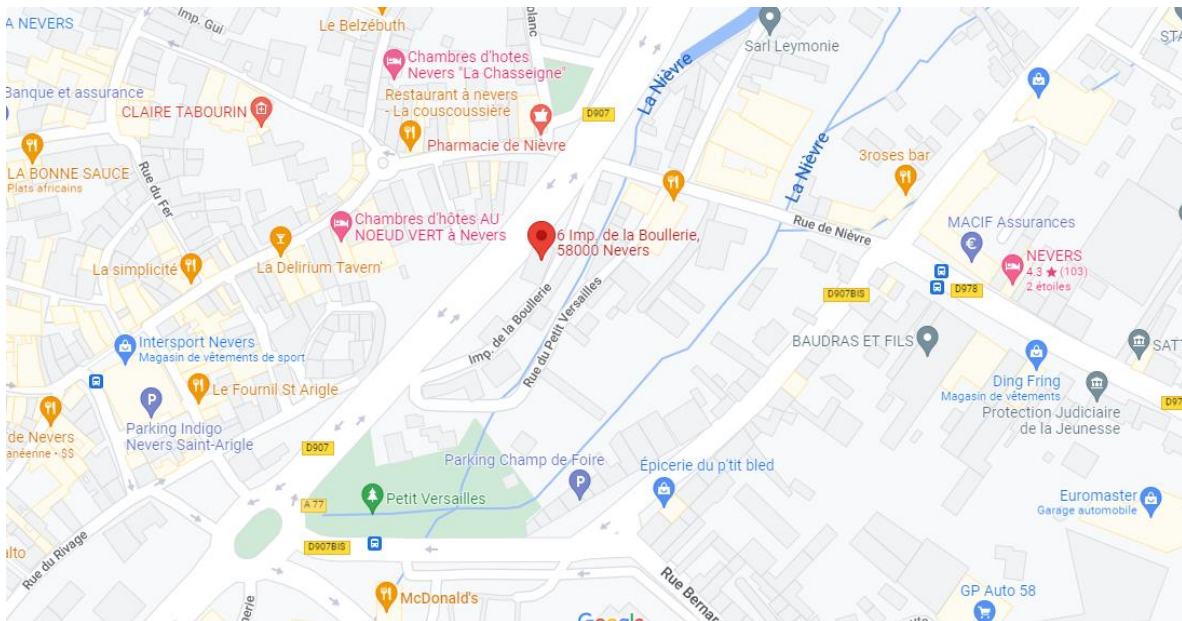 A NEVERS
Imp. Gui
Le Belzébuth
blanc
Sarl Leymonie
STA
Chambres d'hotes
Nevers "La Chasseigne"
La Nièvre
Banque et assurance
Restaurant à nevers
- La couscoussière
CLAIRE TABOURIN
D907
Pharmacie de Nièvre
La Nièvre
3roses bar
LA BONNE SAUCE
Plats africains
Rue du Fer
Chambres d'hôtes AU
NOEUD VERT à Nevers
6 Imp. de la Boullerie,
58000 Nevers
Rue de Nièvre
MACIF Assurances
€
NEVERS
4.3 ★ (103)
2 étoiles
La simplicité
La Delirium Tavern'
D907BIS
D978
Imp. de la Boullerie
Rue du Petit Versailles
BAUDRAS ET FILS
SATT
Intersport Nevers
Magasin de vêtements de sport
Le Fournil St Arigle
Ding Fring
Magasin de vêtements
Protection Judiciaire
de la Jeunesse
D97
P
Parking Indigo
Nevers Saint-Arigle
de Nevers
anéenne - $$
D907
Parking Champ de Foire
P
Épicerie du p'tit bled
Petit Versailles
A 77
Euromaster
Garage automobile
D907BIS
alto
Rue du Rivage
nerie
McDonald's
Rue Bernar
GP Auto 58
Google